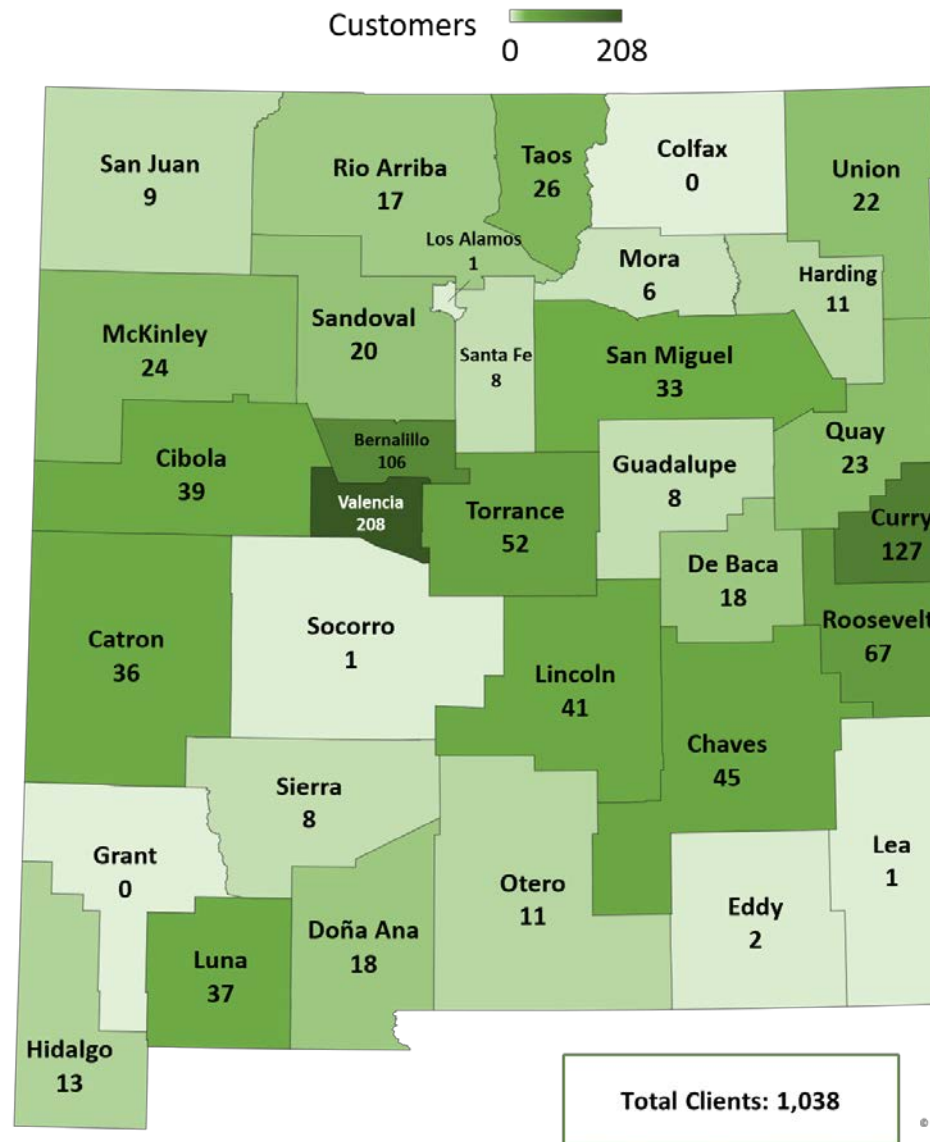 Customers
0 208
San Juan
9
Rio Arriba
17
Taos
26
Colfax
0
Union
22
Los Alamos
1
Mora
6
Harding
11
McKinley
24
Sandoval
20
Santa Fe
8
San Miguel
33
Cibola
39
Bernalillo
106
Valencia
208
Torrance
52
Guadalupe
8
Quay
23
Curry
127
De Baca
18
Roosevelt
67
Catron
36
Socorro
1
Lincoln
41
Chaves
45
Sierra
8
Grant
0
Otero
11
Eddy
2
Lea
1
Luna
37
Doña Ana
18
Hidalgo
13
Total Clients: 1,038
©